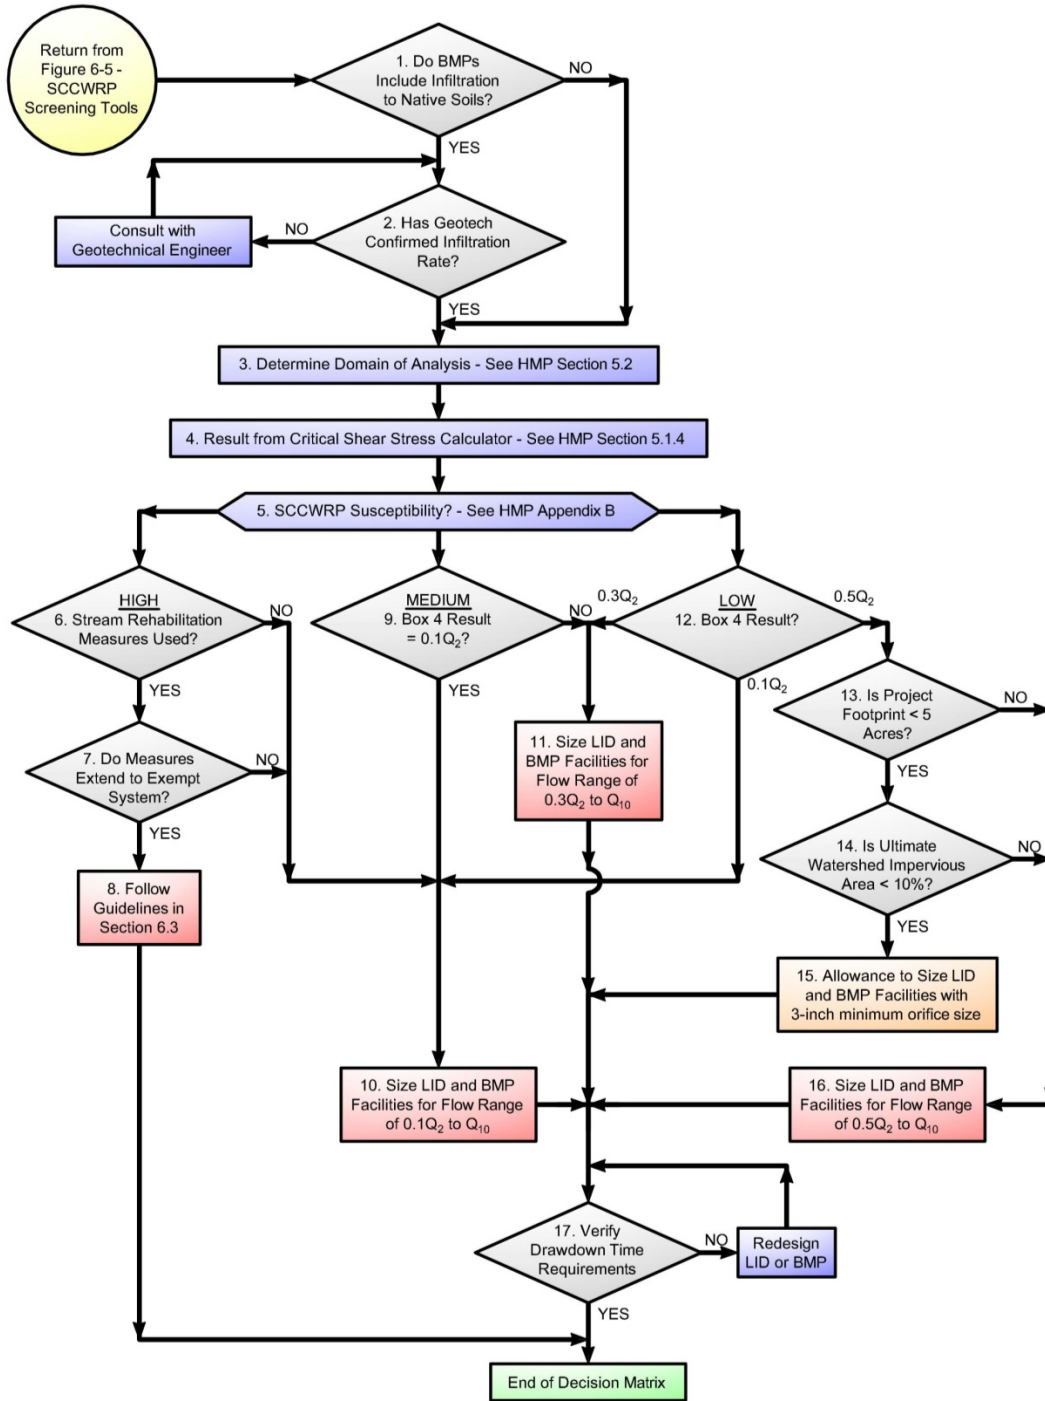 Return from
Figure 6-5 -
SCCWRP
Screening Tools
1. Do BMPs
Include Infiltration
to Native Soils?
NO
YES
2. Has Geotech
Confirmed Infiltration
Rate?
NO
Consult with
Geotechnical Engineer
YES
3. Determine Domain of Analysis - See HMP Section 5.2
4. Result from Critical Shear Stress Calculator - See HMP Section 5.1.4
5. SCCWRP Susceptibility? - See HMP Appendix B
HIGH
6. Stream Rehabilitation
Measures Used?
NO
YES
7. Do Measures
Extend to Exempt
System?
NO
YES
8. Follow
Guidelines in
Section 6.3
MEDIUM
9. Box 4 Result
= 0.1Q₂?
NO
YES
0.3Q₂
LOW
12. Box 4 Result?
0.5Q₂
0.1Q₂
11. Size LID and
BMP Facilities for
Flow Range of
0.3Q₂ to Q₁₀
13. Is Project
Footprint < 5
Acres?
NO
YES
14. Is Ultimate
Watershed Impervious
Area < 10%?
NO
YES
15. Allowance to Size LID
and BMP Facilities with
3-inch minimum orifice size
10. Size LID and BMP
Facilities for Flow Range
of 0.1Q₂ to Q₁₀
16. Size LID and BMP
Facilities for Flow Range
of 0.5Q₂ to Q₁₀
17. Verify
Drawdown Time
Requirements
NO
Redesign
LID or BMP
YES
End of Decision Matrix